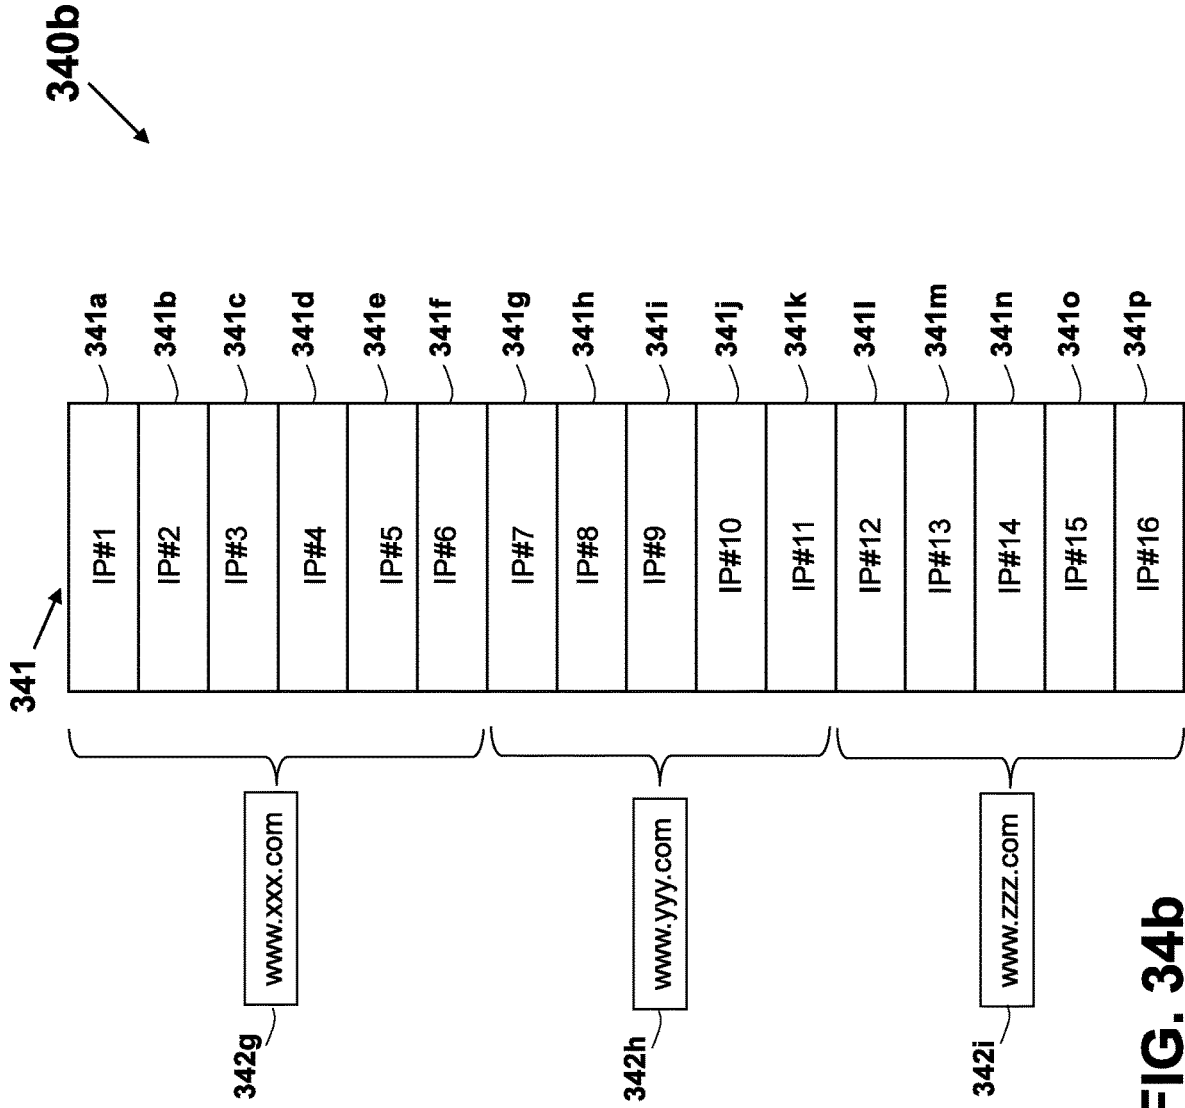 340b
341
IP#1 341a
IP#2 341b
IP#3 341c
IP#4 341d
IP#5 341e
IP#6 341f
IP#7 341g
IP#8 341h
IP#9 341i
IP#10 341j
IP#11 341k
IP#12 341l
IP#13 341m
IP#14 341n
IP#15 341o
IP#16 341p
www.xxx.com
342g
www.yyy.com
342h
www.zzz.com
342i
FIG. 34b